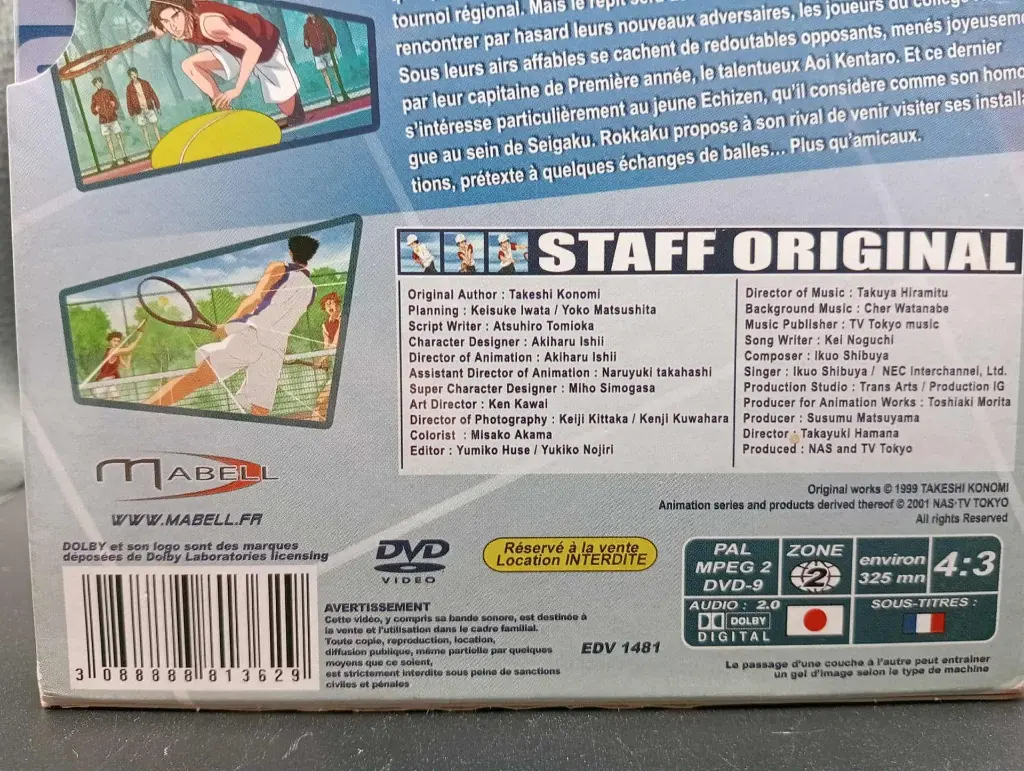 tournoi régional. Mais le répit
rencontrer par hasard leurs nouveaux adversaires, les joueurs du
Sous leurs airs affables se cachent de redoutables opposants, menés joyeuseme
par leur capitaine de Première année, le talentueux Aoi Kentaro. Et ce dernier
s'intéresse particulièrement au jeune Echizen, qu'il considère comme son homo
gue au sein de Seigaku. Rokkaku propose à son rival de venir visiter ses installa
tions, prétexte à quelques échanges de balles... Plus qu'amicaux.
STAFF ORIGINAL
Original Author : Takeshi Konomi
Planning : Keisuke Iwata / Yoko Matsushita
Script Writer : Atsuhiro Tomioka
Character Designer : Akiharu Ishii
Director of Animation : Akiharu Ishii
Assistant Director of Animation : Naruyuki takahashi
Super Character Designer : Miho Simogasa
Art Director : Ken Kawai
Director of Photography : Keiji Kittaka / Kenji Kuwahara
Colorist : Misako Akama
Editor : Yumiko Huse / Yukiko Nojiri
Director of Music : Takuya Hiramitu
Background Music : Cher Watanabe
Music Publisher : TV Tokyo music
Song Writer : Kei Noguchi
Composer : Ikuo Shibuya
Singer : Ikuo Shibuya / NEC Interchannel, Ltd.
Production Studio : Trans Arts / Production IG
Producer for Animation Works : Toshiaki Morita
Producer : Susumu Matsuyama
Director : Takayuki Hamana
Produced : NAS and TV Tokyo
Original works © 1999 TAKESHI KONOMI
Animation series and products derived thereof © 2001 NAS•TV TOKYO
All rights Reserved
MABELL
WWW.MABELL.FR
DOLBY et son logo sont des marques
déposées de Dolby Laboratories licensing
3 088888 813629
DVD
VIDEO
Réservé à la vente
Location INTERDITE
AVERTISSEMENT
Cette vidéo, y compris sa bande sonore, est destinée à
la vente et l'utilisation dans le cadre familial.
Toute copie, reproduction, location,
diffusion publique, même partielle par quelques
moyens que ce soient,
est strictement interdite sous peine de sanctions
civiles et pénales
EDV 1481
PAL
MPEG 2
DVD-9
ZONE
2
environ
325 mn
4:3
AUDIO : 2.0
DOLBY
DIGITAL
SOUS-TITRES :
Le passage d'une couche à l'autre peut entrainer
un gel d'image selon le type de machine